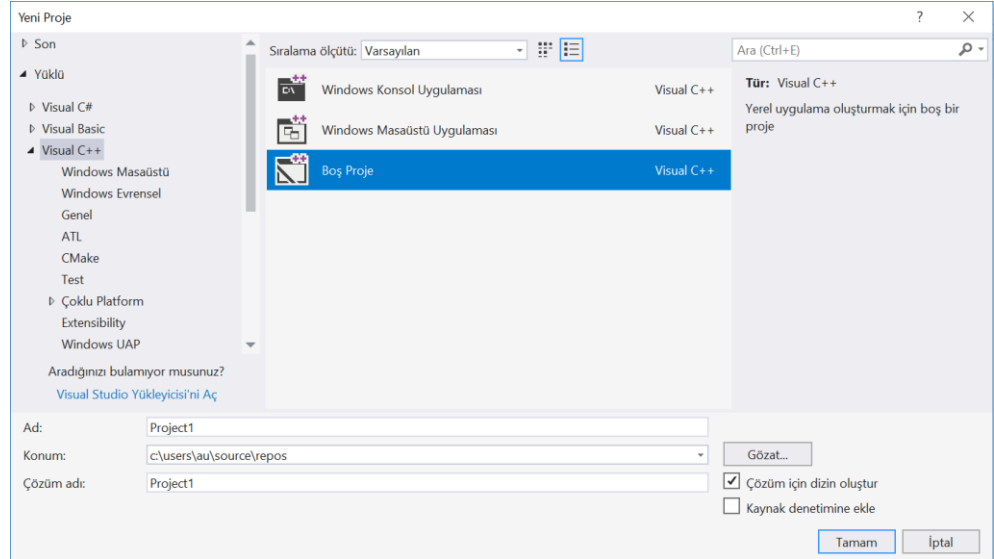 Yeni Proje
?
Son
Yüklü
Visual C#
Visual Basic
Visual C++
Windows Masaüstü
Windows Evrensel
Genel
ATL
CMake
Test
Çoklu Platform
Extensibility
Windows UAP
Aradığınızı bulamıyor musunuz?
Visual Studio Yükleyicisi'ni Aç
Sıralama ölçütü: Varsayılan
Windows Konsol Uygulaması Visual C++
Windows Masaüstü Uygulaması Visual C++
Boş Proje Visual C++
Ara (Ctrl+E)
Tür: Visual C++
Yerel uygulama oluşturmak için boş bir
proje
Ad: Project1
Konum: c:\users\au\source\repos Gözat...
Çözüm adı: Project1
Çözüm için dizin oluştur
Kaynak denetimine ekle
Tamam İptal